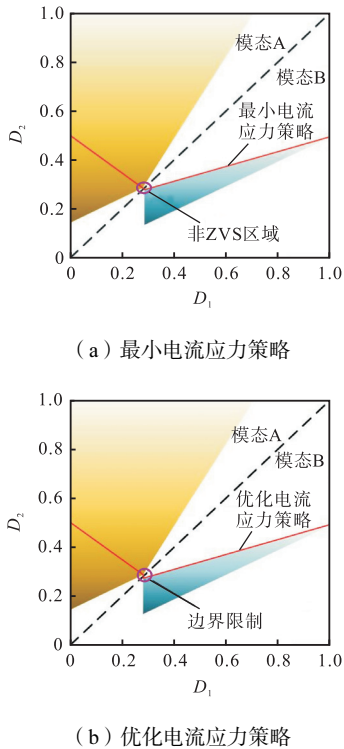 1.0
模态A
0.8
模态B
最小电流
应力策略
0.6
D₂
0.4
0.2
非ZVS区域
0
0 0.2 0.4 0.6 0.8 1.0
D₁
（a）最小电流应力策略
1.0
模态A
0.8
模态B
优化电流
应力策略
0.6
D₂
0.4
0.2
边界限制
0
0 0.2 0.4 0.6 0.8 1.0
D₁
（b）优化电流应力策略